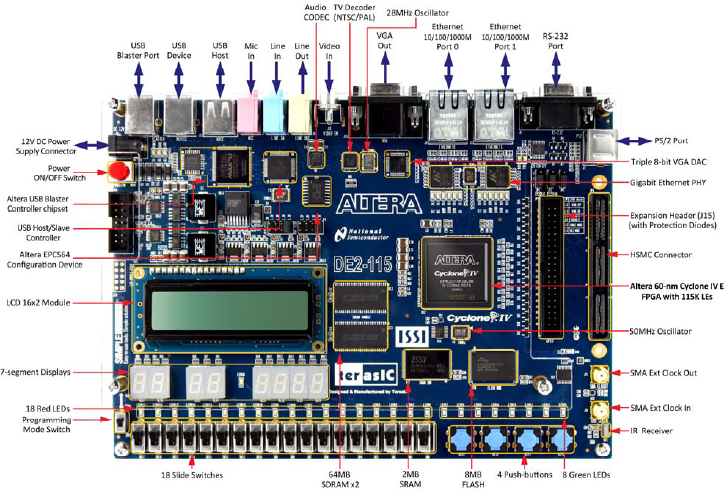 Audio
CODEC
TV Decoder
(NTSC/PAL)
28MHz Oscillator
USB
Blaster Port
USB
Device
USB
Host
Mic
In
Line
In
Line
Out
Video
In
VGA
Out
Ethernet
10/100/1000M
Port 0
Ethernet
10/100/1000M
Port 1
RS-232
Port
12V DC Power
Supply Connector
Power
ON/OFF Switch
Altera USB Blaster
Controller chipset
USB Host/Slave
Controller
Altera EPCS64
Configuration Device
LCD 16x2 Module
7-segment Displays
18 Red LEDs
Programming
Mode Switch
PS/2 Port
Triple 8-bit VGA DAC
Gigabit Ethernet PHY
Expansion Header (J15)
(with Protection Diodes)
HSMC Connector
Altera 60-nm Cyclone IV E
FPGA with 115K LEs
50MHz Oscillator
SMA Ext Clock Out
SMA Ext Clock In
IR Receiver
ALTERA
National
Semiconductor
DE2-115
ALTERA
Cyclone IV
Cyclone IV
ISSI
ISSI
terasIC
18 Slide Switches
64MB
SDRAM x2
2MB
SRAM
8MB
FLASH
4 Push-buttons
8 Green LEDs